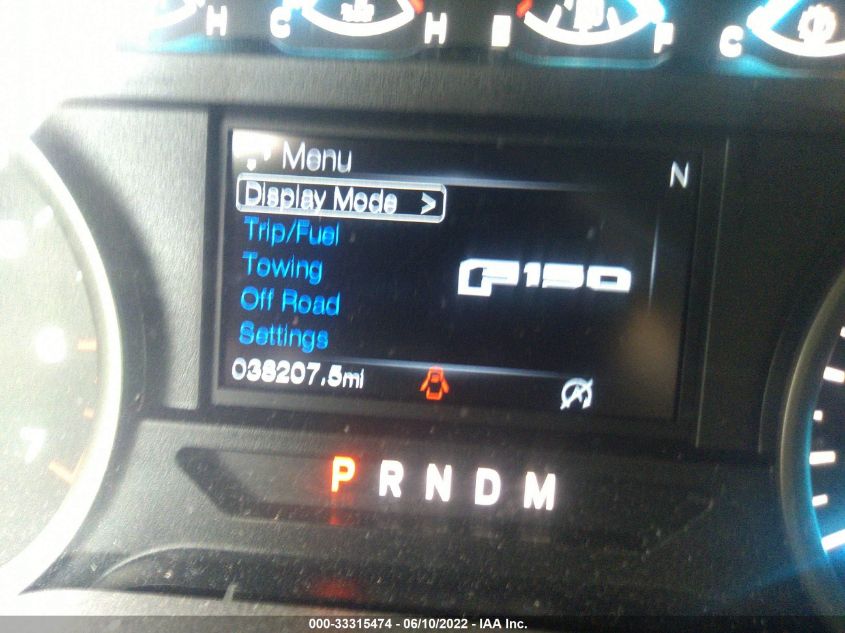 H C H E F C
Menu
N
Display Mode >
Trip/Fuel
Towing
F150
Off Road
Settings
038207.5mi
7
P R N D M
000-33315474 - 06/10/2022 - IAA Inc.